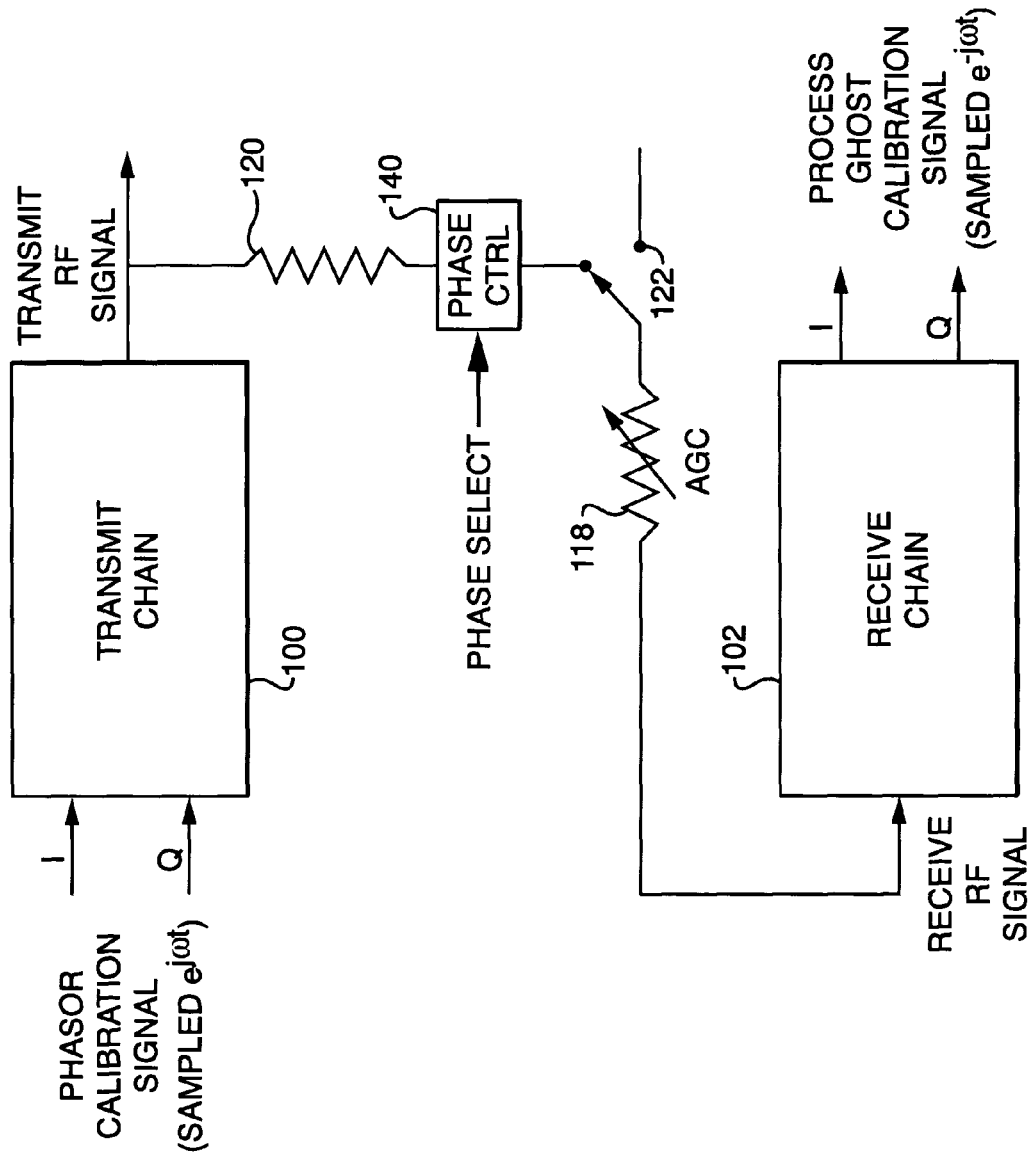 PHASOR
CALIBRATION
SIGNAL
(SAMPLED e^jωt)
I
Q
TRANSMIT
CHAIN
100
TRANSMIT
RF
SIGNAL
120
140
PHASE
CTRL
PHASE SELECT
122
118
AGC
RECEIVE
RF
SIGNAL
102
RECEIVE
CHAIN
I
Q
PROCESS
GHOST
CALIBRATION
SIGNAL
(SAMPLED e^-jωt)